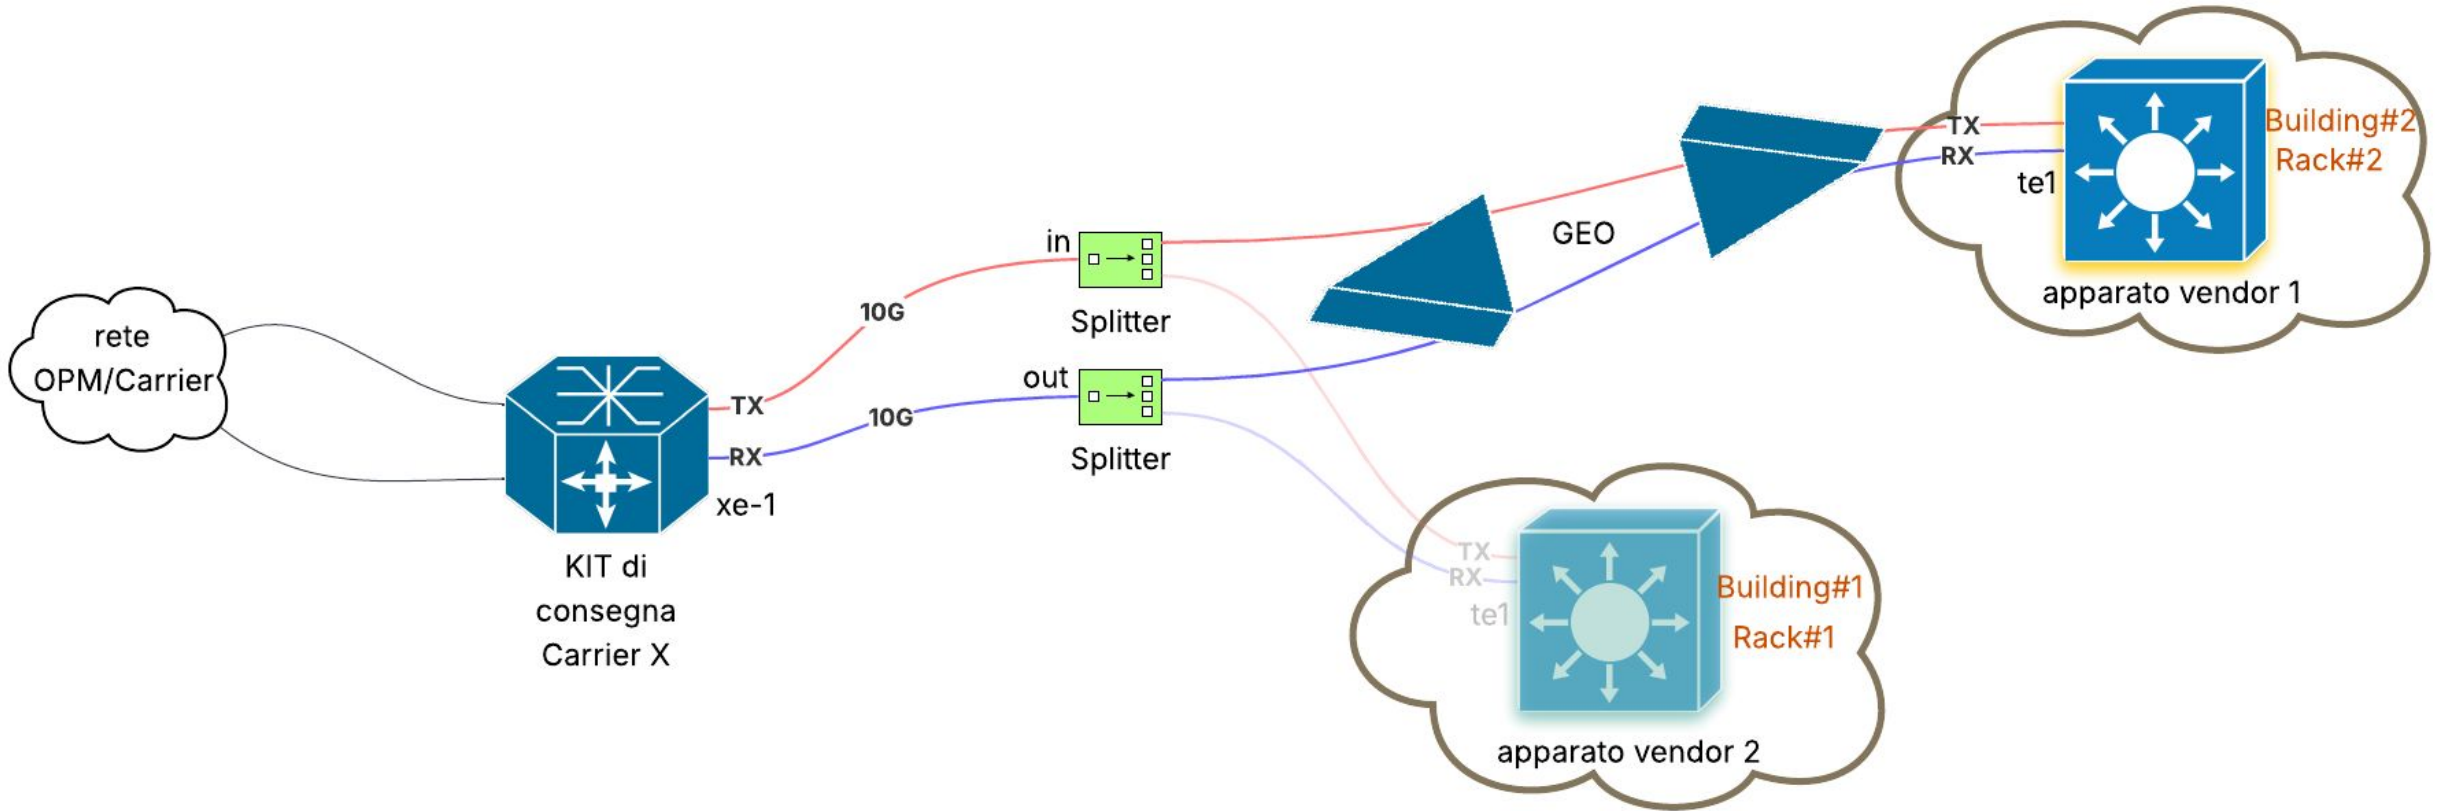 rete
OPM/Carrier
TX
RX
xe-1
KIT di
consegna
Carrier X
10G
10G
in
Splitter
out
Splitter
GEO
TX
RX
te1
Building#2
Rack#2
apparato vendor 1
TX
RX
te1
Building#1
Rack#1
apparato vendor 2